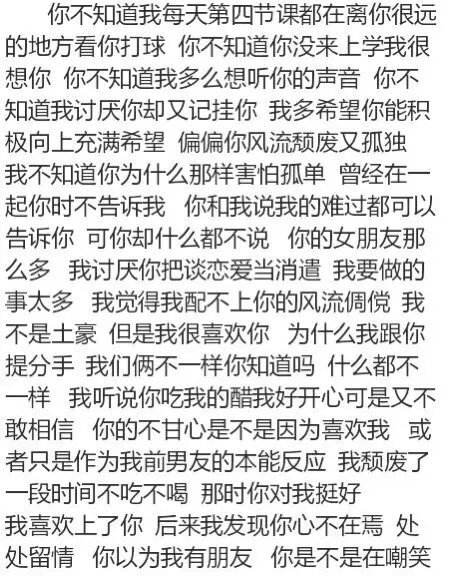 你不知道我每天第四节课都在离你很远
的地方看你打球 你不知道你没来上学我很
想你 你不知道我多么想听你的声音 你不
知道我讨厌你却又记挂你 我多希望你能积
极向上充满希望 偏偏你风流颓废又孤独
我不知道你为什么那样害怕孤单 曾经在一
起你时不告诉我 你和我说我的难过都可以
告诉你 可你却什么都不说 你的女朋友那
么多 我讨厌你把谈恋爱当消遣 我要做的
事太多 我觉得我配不上你的风流倜傥 我
不是土豪 但是我很喜欢你 为什么我跟你
提分手 我们俩不一样你知道吗 什么都不
一样 我听说你吃我的醋我好开心可是又不
敢相信 你的不甘心是不是因为喜欢我 或
者只是作为我前男友的本能反应 我颓废了
一段时间不吃不喝 那时你对我挺好
我喜欢上了你 后来我发现你心不在焉 处
处留情 你以为我有朋友 你是不是在嘲笑